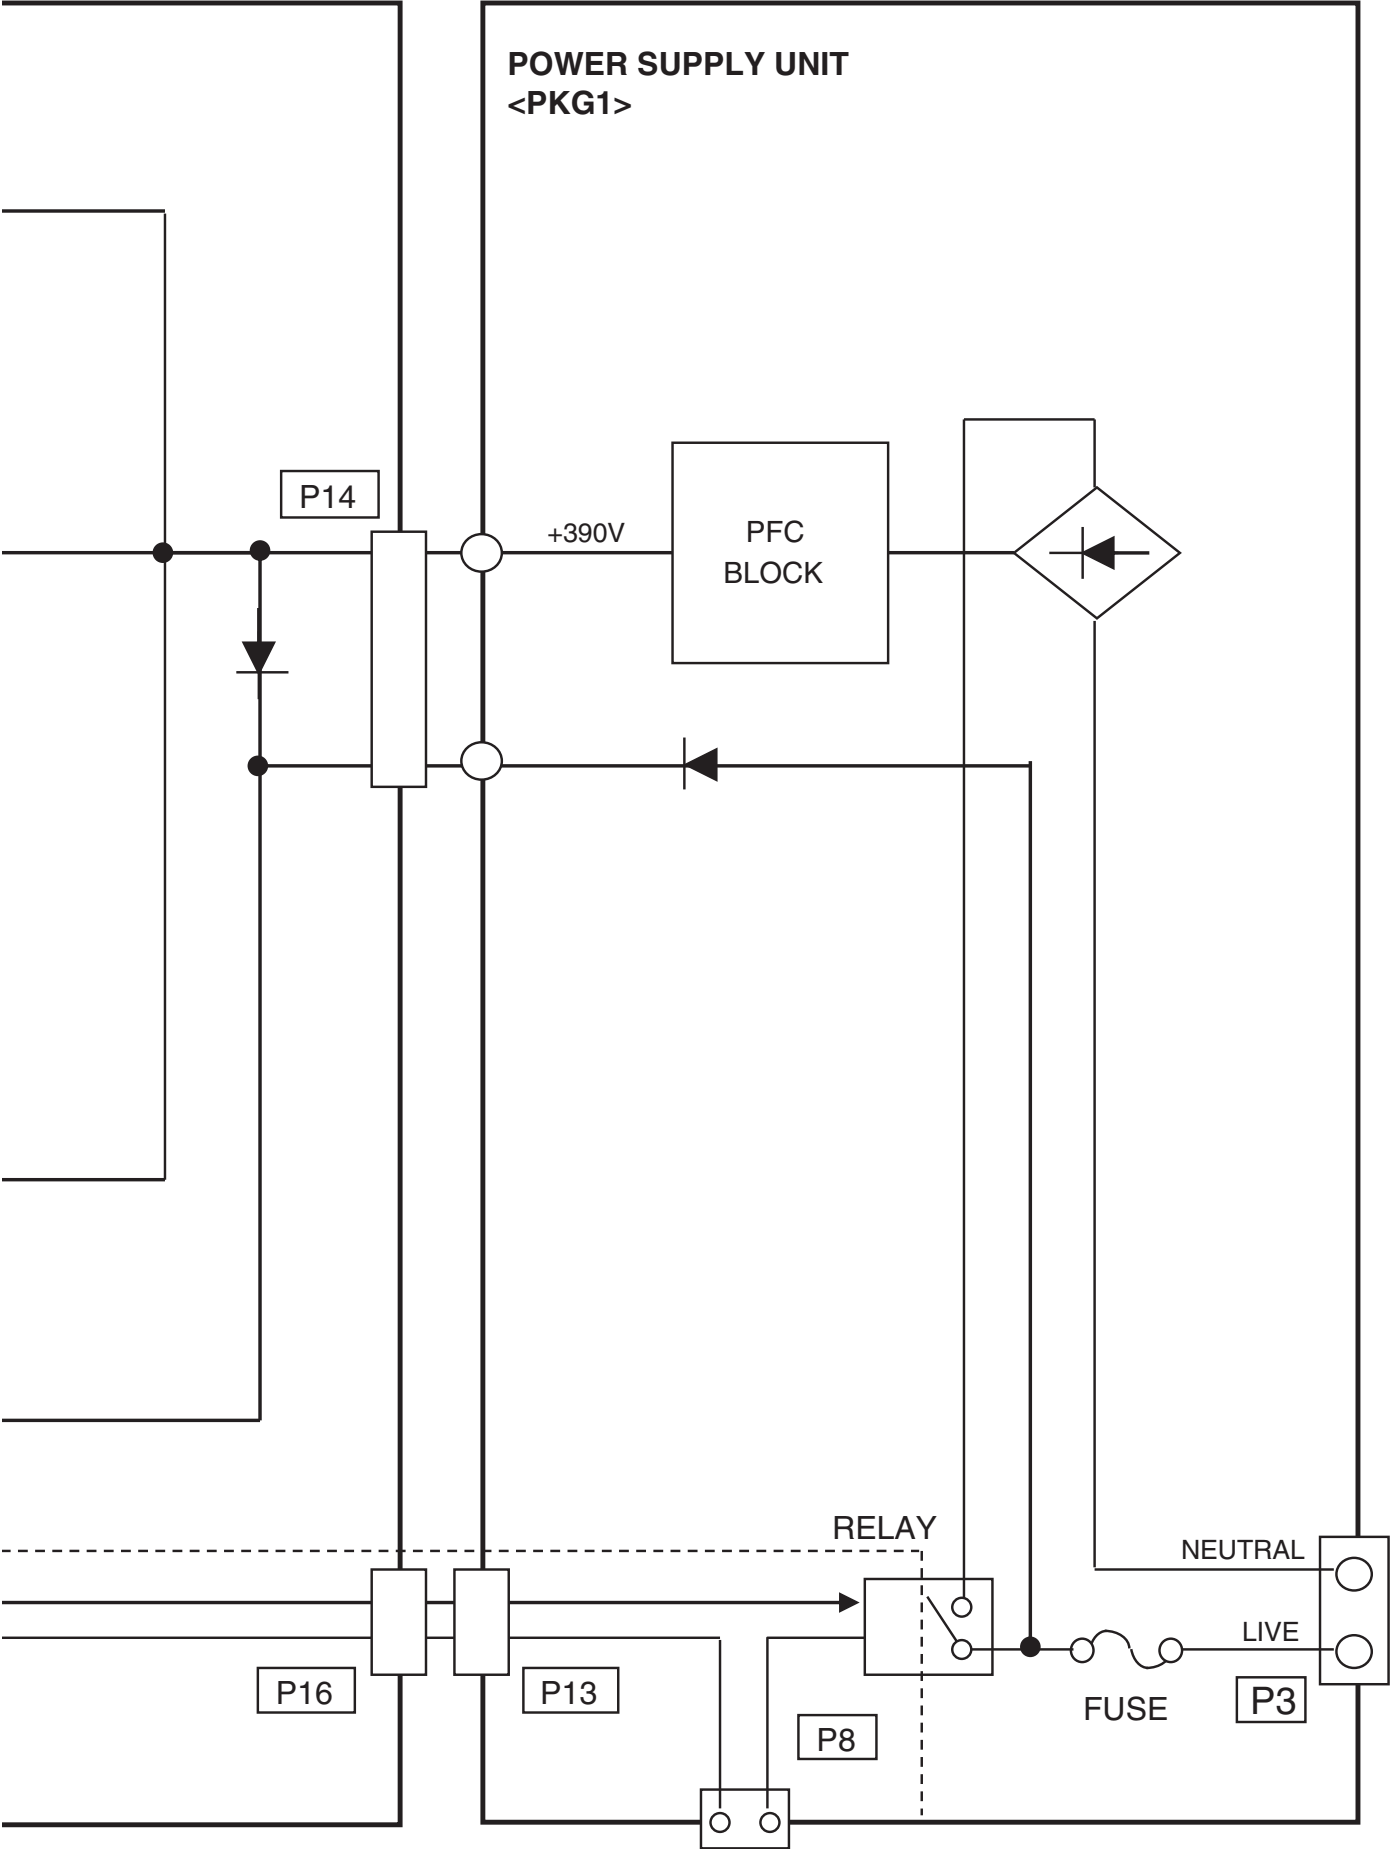 POWER SUPPLY UNIT
<PKG1>
P14
+390V
PFC
BLOCK
RELAY
NEUTRAL
LIVE
P16
P13
FUSE
P3
P8